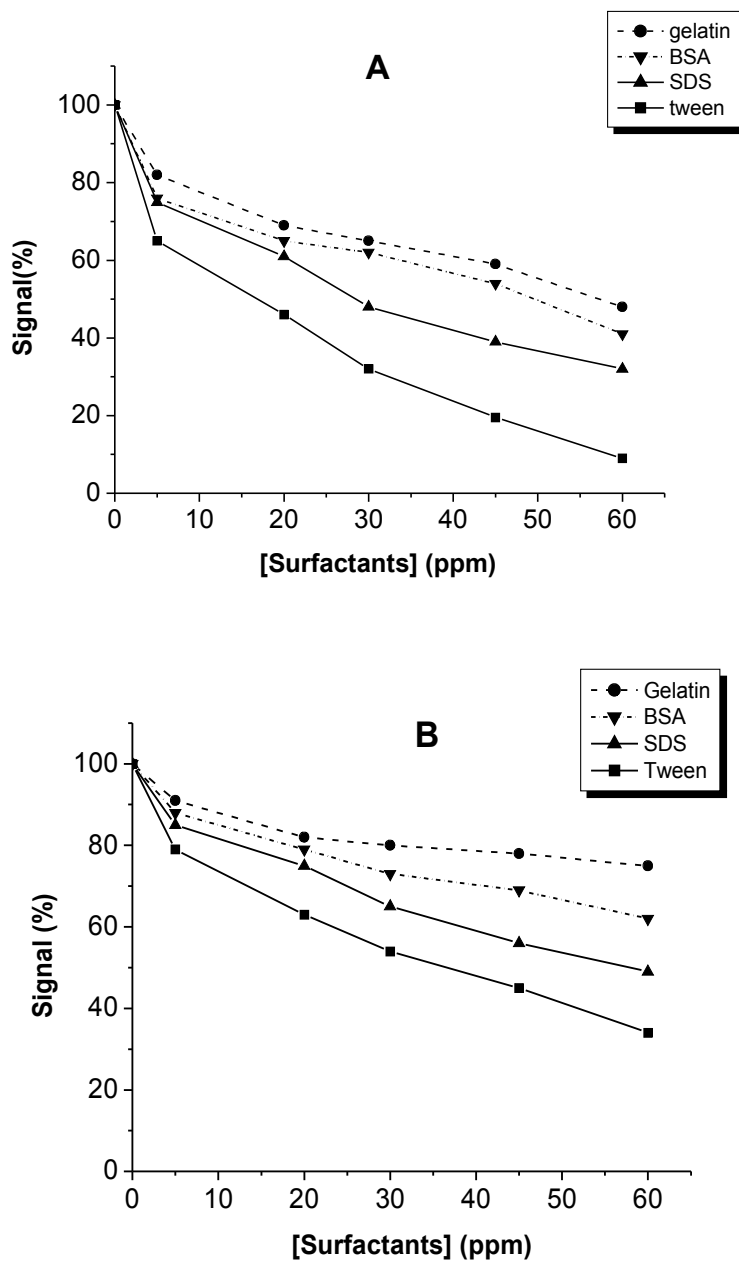 A
gelatin
BSA
SDS
tween
100
80
60
40
20
0
Signal(%)
0 10 20 30 40 50 60
[Surfactants] (ppm)
B
Gelatin
BSA
SDS
Tween
100
80
60
40
20
0
Signal (%)
0 10 20 30 40 50 60
[Surfactants] (ppm)